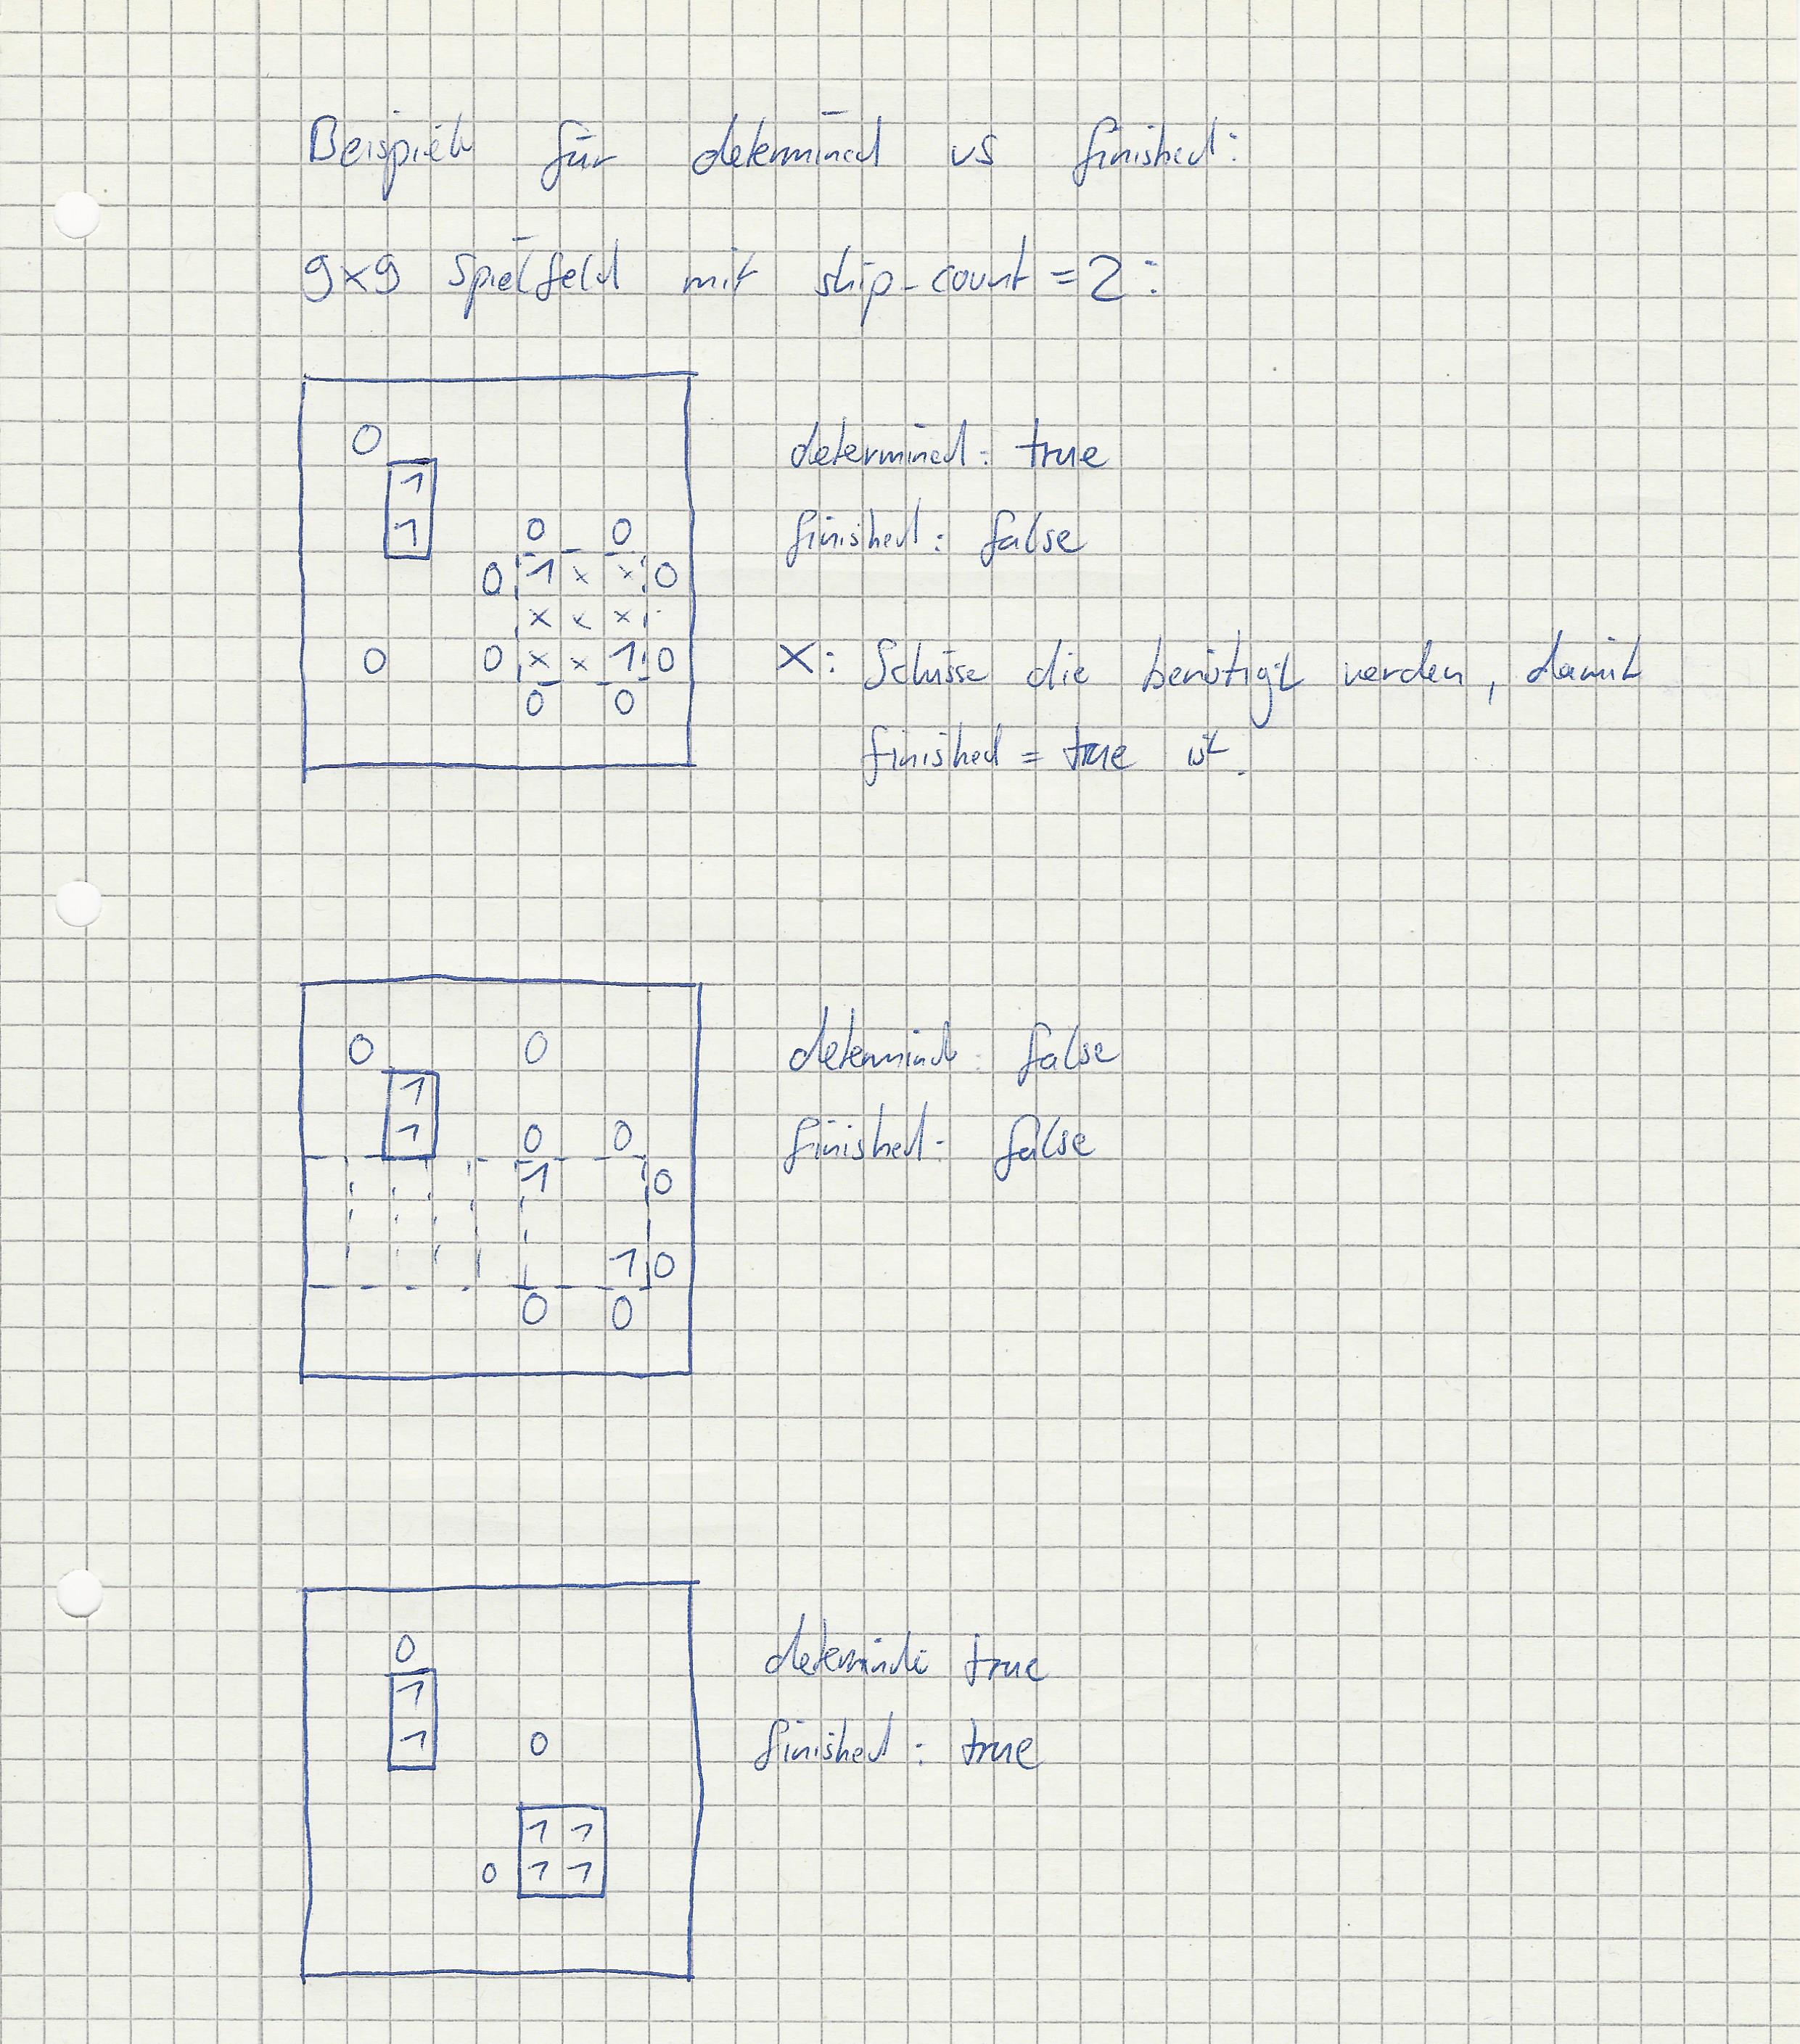 Beispiele für determined vs finished:
9x9 Spielfeld mit ship-count = 2:
0
1
1 0 0
0 1 x x 0
x x x
0 0 x x 1 0
0 0
determined: true
finished: false
X: Schüsse die benötigt werden, damit
finished = true ist.
0 0
1
1 0 0
1 0
1 0
0 0
determined: false
finished: false
0
1
1 0
1 1
0 1 1
determinde: true
finished: true